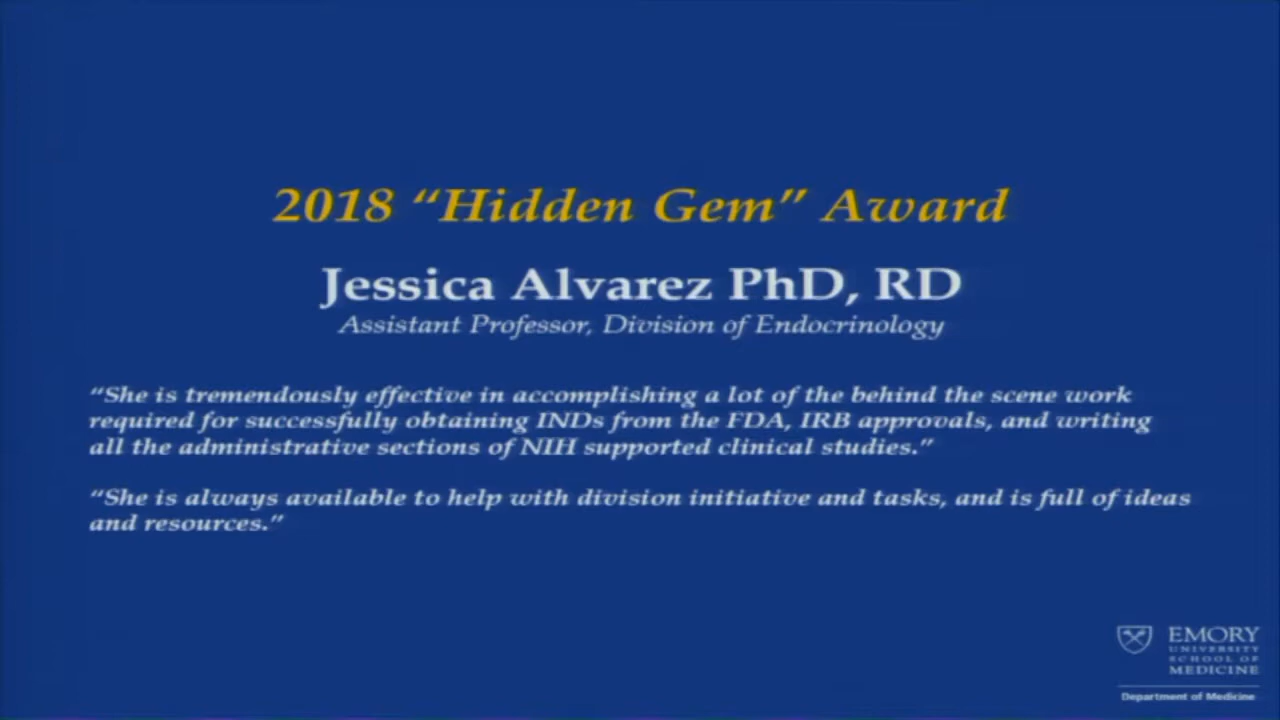 2018 “Hidden Gem” Award
Jessica Alvarez PhD, RD
Assistant Professor, Division of Endocrinology
“She is tremendously effective in accomplishing a lot of the behind the scene work
required for successfully obtaining INDs from the FDA, IRB approvals, and writing
all the administrative sections of NIH supported clinical studies.”
“She is always available to help with division initiative and tasks, and is full of ideas
and resources.”
EMORY
UNIVERSITY
SCHOOL OF
MEDICINE
Department of Medicine